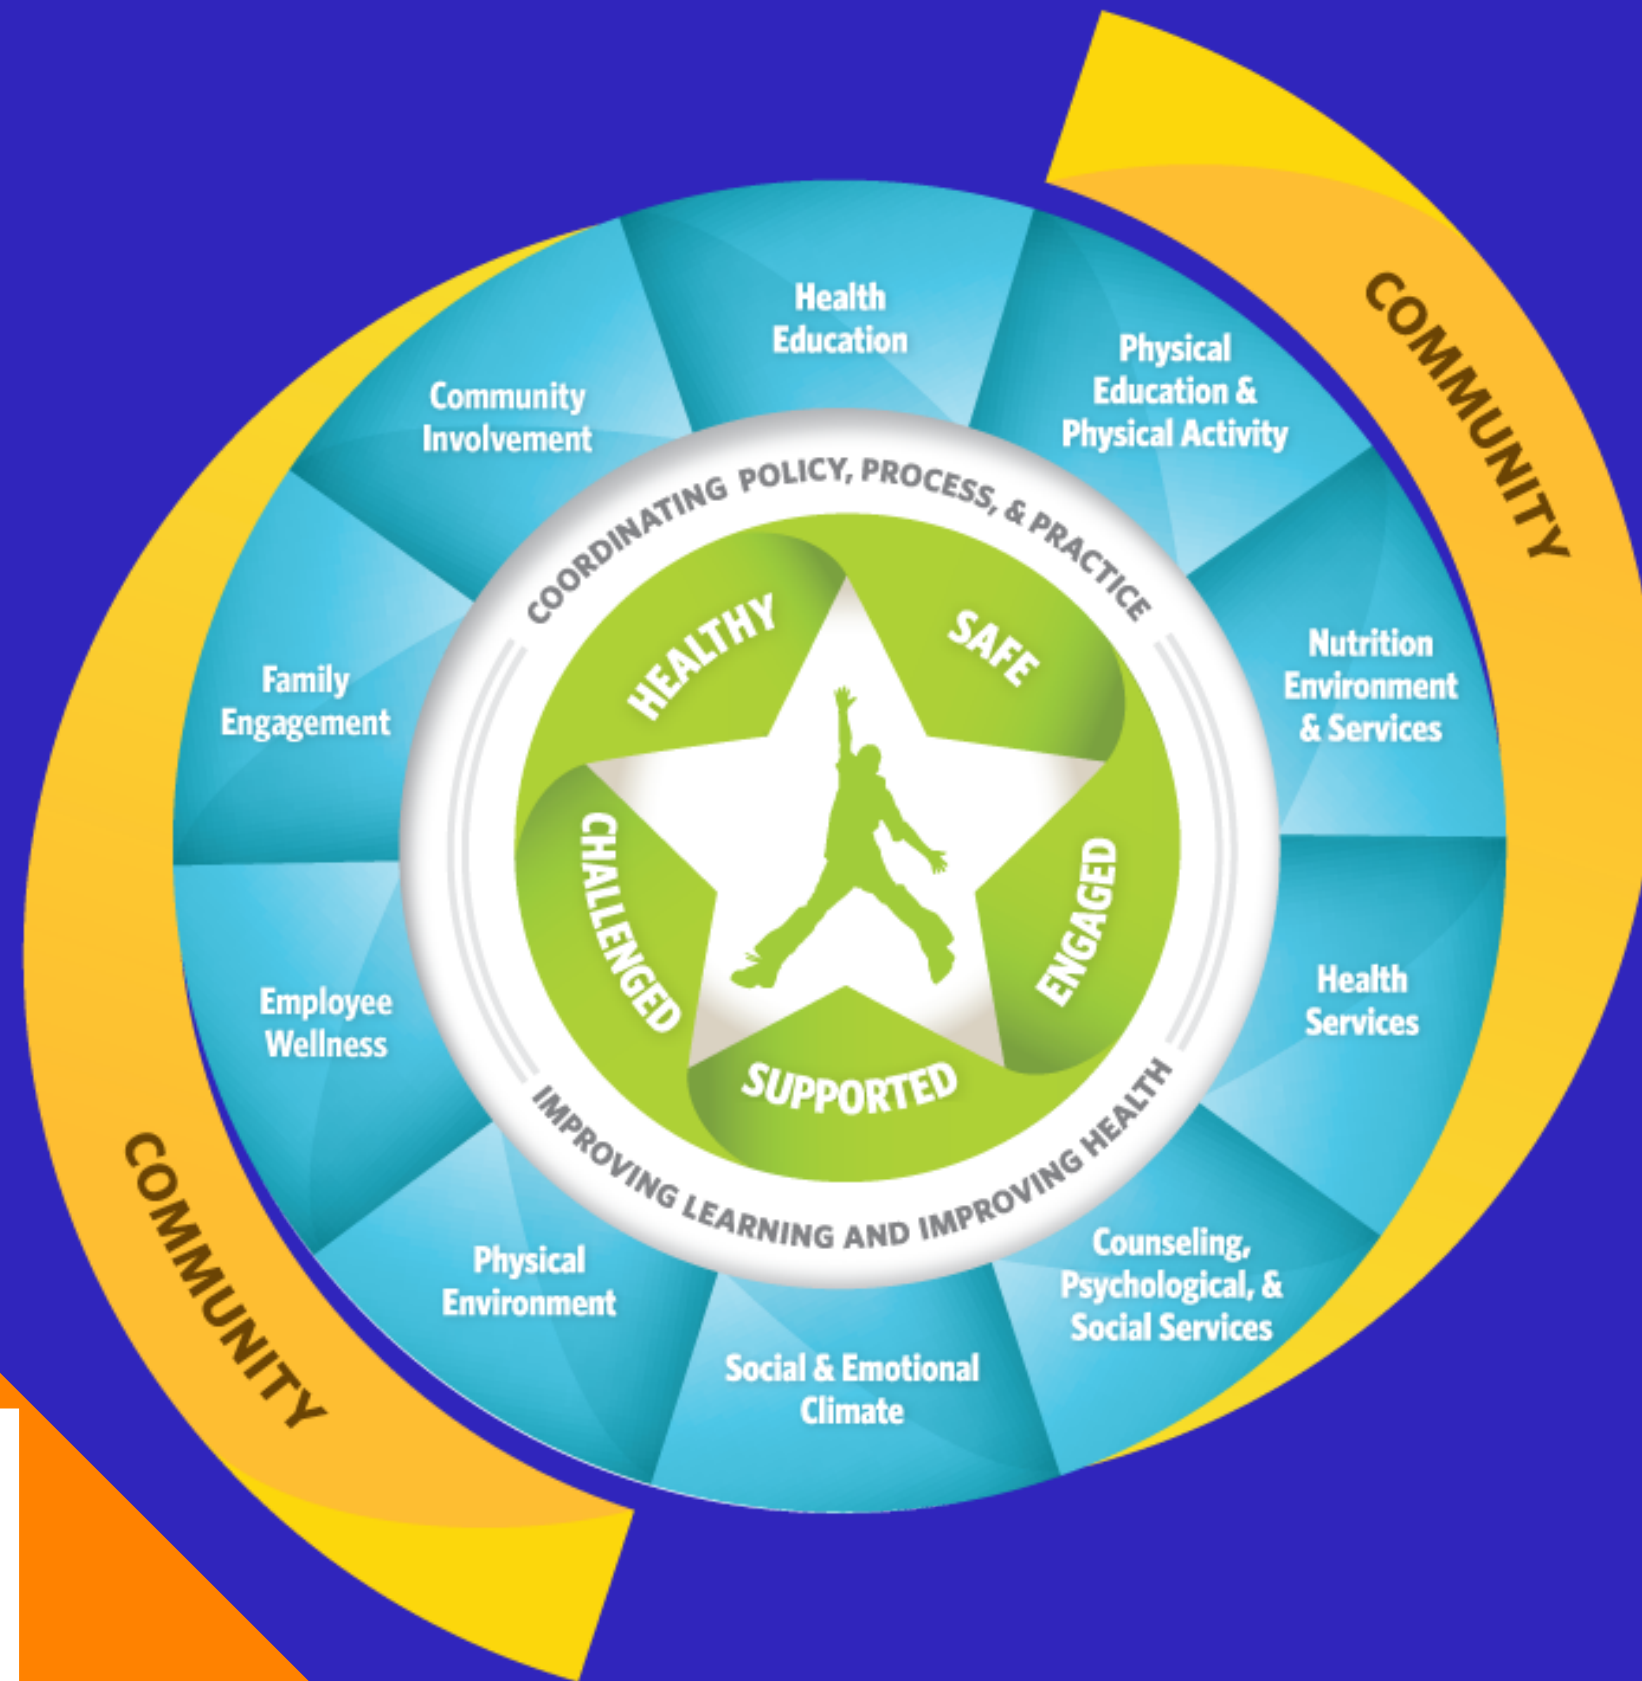 COMMUNITY
Health
Education
Physical
Education &
Physical Activity
Nutrition
Environment
& Services
Health
Services
Counseling,
Psychological, &
Social Services
Social & Emotional
Climate
Physical
Environment
Employee
Wellness
Family
Engagement
Community
Involvement
COORDINATING POLICY, PROCESS, & PRACTICE
IMPROVING LEARNING AND IMPROVING HEALTH
HEALTHY
SAFE
ENGAGED
SUPPORTED
CHALLENGED
COMMUNITY